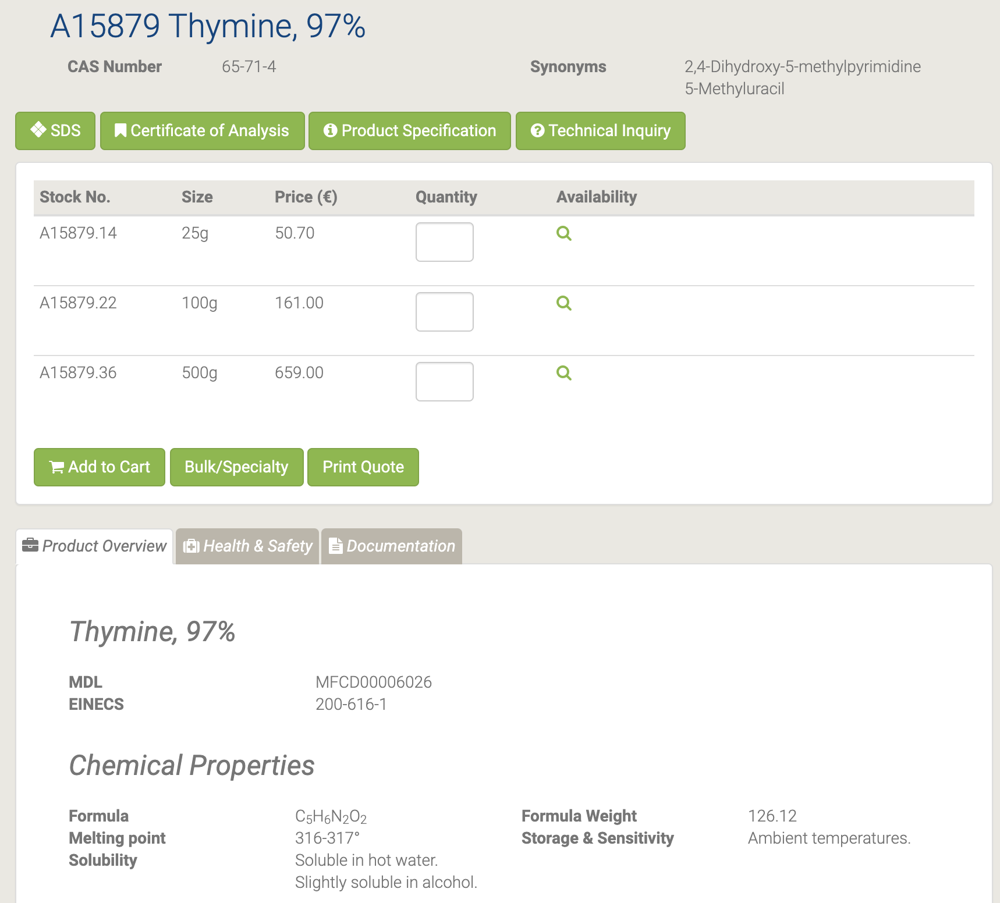 A15879 Thymine, 97%
CAS Number 65-71-4 Synonyms 2,4-Dihydroxy-5-methylpyrimidine
5-Methyluracil
SDS Certificate of Analysis Product Specification Technical Inquiry
Stock No. Size Price (€) Quantity Availability
A15879.14 25g 50.70
A15879.22 100g 161.00
A15879.36 500g 659.00
Add to Cart Bulk/Specialty Print Quote
Product Overview Health & Safety Documentation
Thymine, 97%
MDL MFCD00006026
EINECS 200-616-1
Chemical Properties
Formula C₅H₆N₂O₂ Formula Weight 126.12
Melting point 316-317° Storage & Sensitivity Ambient temperatures.
Solubility Soluble in hot water.
Slightly soluble in alcohol.